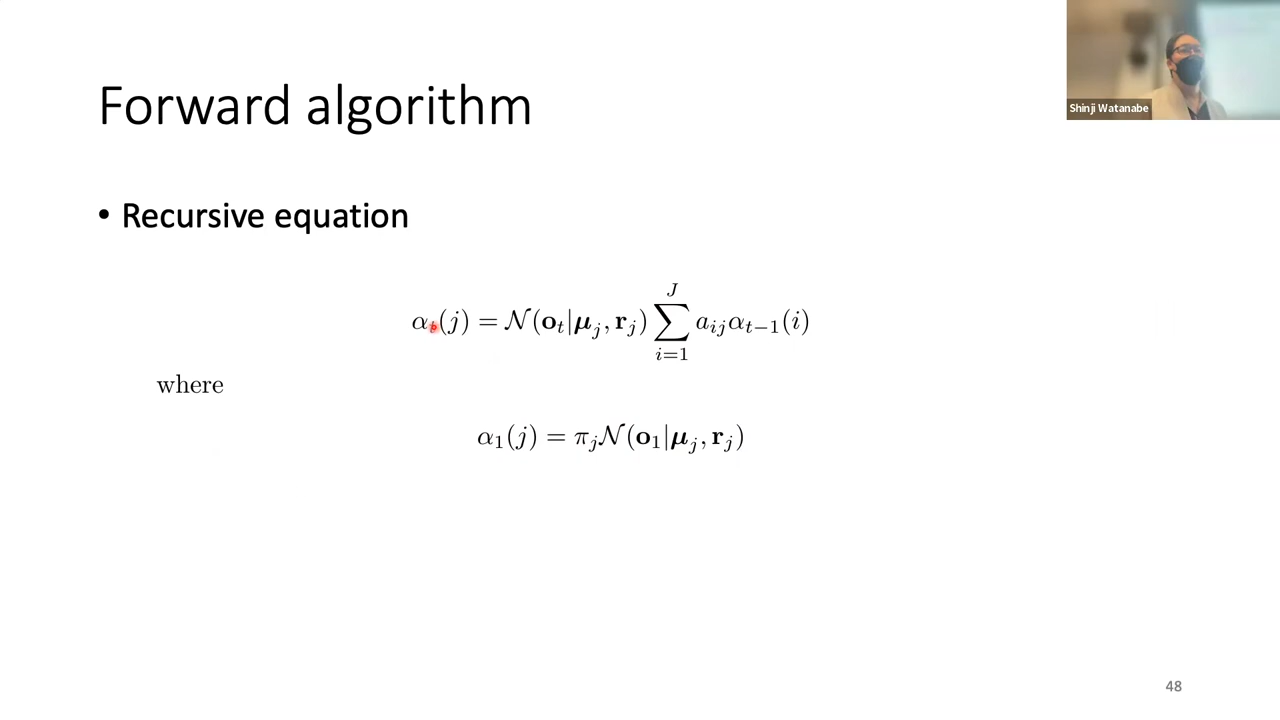 Forward algorithm
Shinji Watanabe
• Recursive equation
α_t(j) = 𝒩(𝐨_t|𝛍_j, 𝐫_j) ∑_{i=1}^{J} a_{ij}α_{t−1}(i)
where
α_1(j) = π_j𝒩(𝐨_1|𝛍_j, 𝐫_j)
48